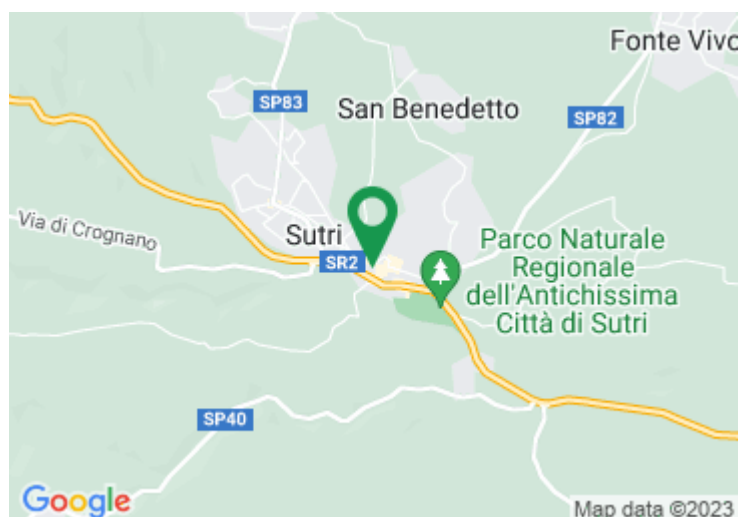 Fonte Vivo
SP83
San Benedetto
SP82
Via di Crognano
Sutri
SR2
Parco Naturale
Regionale
dell'Antichissima
Città di Sutri
SP40
Google
Map data ©2023